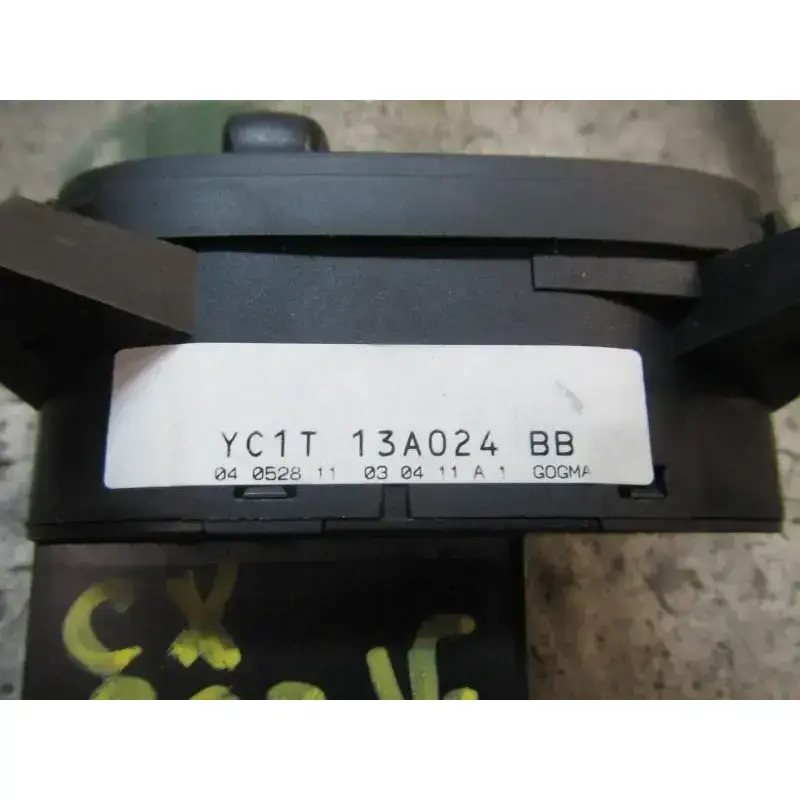 YC1T 13A024 BB
04 0528 11 03 04 11 A 1 GOGMA
CX